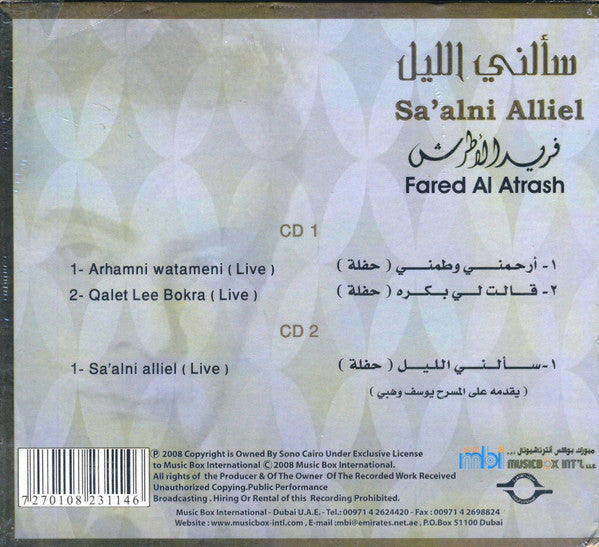 سألني الليل
Sa'alni Alliel
فريد الأطرش
Fared Al Atrash
CD 1
1- Arhamni watameni ( Live )
١- أرحمني وطمني ( حفلة )
2- Qalet Lee Bokra ( Live )
٢- قالت لي بكره ( حفلة )
CD 2
1- Sa'alni alliel ( Live )
١- سألني الليل ( حفلة )
( يقدمه على المسرح يوسف وهبي )
7270108231146
℗ 2008 Copyright is Owned By Sono Cairo Under Exclusive License
to Music Box International ©2008 Music Box International.
All rights of the Producer & Of The Owner Of The Recorded Work Received
Unauthorized Copying.Public Performance
Broadcasting . Hiring Or Rental of this Recording Prohibited.
Music Box International - Dubai U.A.E.- Tel:00971 4 2624420 - Fax : 00971 4 2698824
Website : www.musicbox-intl.com , E-mail :mbi@emirates.net.ae , P.O.Box 51100 Dubai
mbi
ميوزك بوكس انترناشيونال ذ.م.م
MUSICBOX INT'L LLC